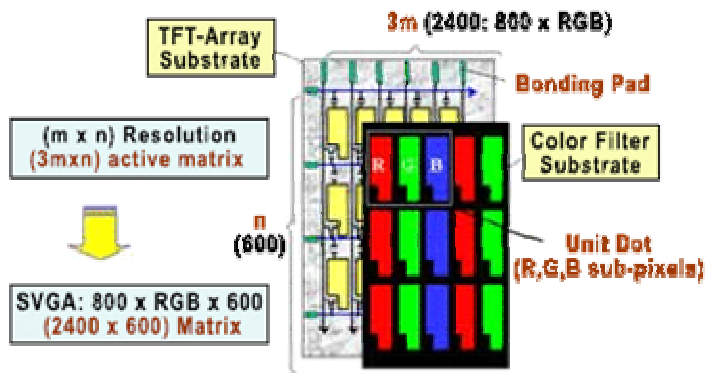 3m (2400: 800 x RGB)
TFT-Array
Substrate
Bonding Pad
(m x n) Resolution
(3mxn) active matrix
Color Filter
Substrate
R G B
n
(600)
Unit Dot
(R,G,B sub-pixels)
SVGA: 800 x RGB x 600
(2400 x 600) Matrix